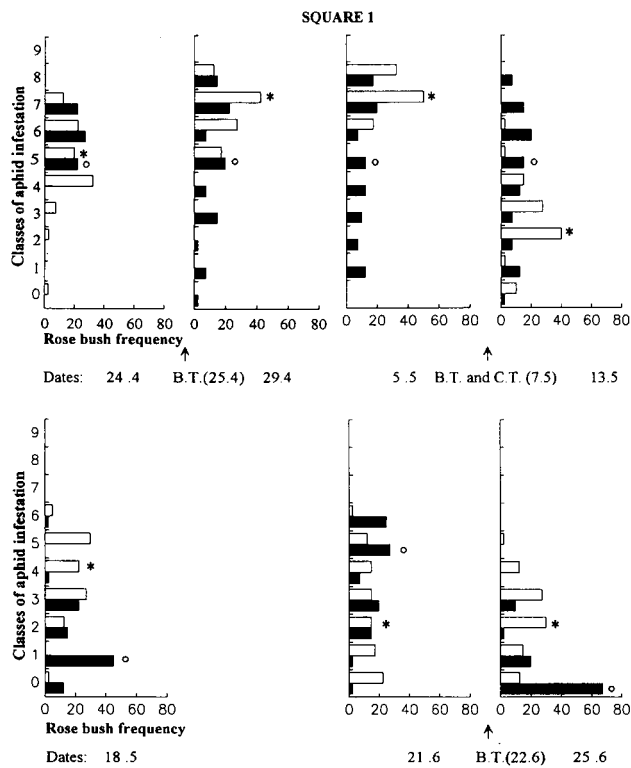 SQUARE 1
Classes of aphid infestation
9
8
7
6
5
4
3
2
1
0
* * * *
o o o o
0 20 40 60 80 0 20 40 60 80 0 20 40 60 80 0 20 40 60 80
Rose bush frequency
Dates: 24 .4 B.T.(25.4) 29.4 5 .5 B.T. and C.T. (7.5) 13.5
Classes of aphid infestation
9
8
7
6
5
4
3
2
1
0
* * *
o o o
0 20 40 60 80 0 20 40 60 80 0 20 40 60 80
Rose bush frequency
Dates: 18 .5 21 .6 B.T.(22.6) 25 .6